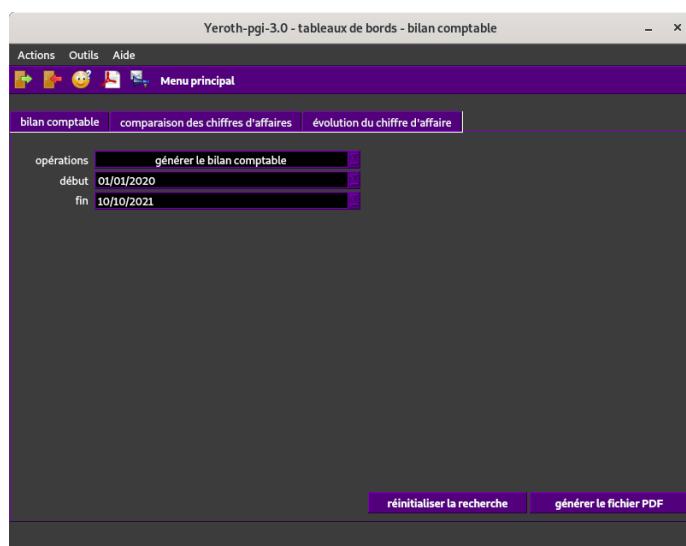 Yeroth-pgi-3.0 - tableaux de bords - bilan comptable
Actions Outils Aide
Menu principal
bilan comptable comparaison des chiffres d'affaires évolution du chiffre d'affaire
opérations générer le bilan comptable
début 01/01/2020
fin 10/10/2021
réinitialiser la recherche générer le fichier PDF